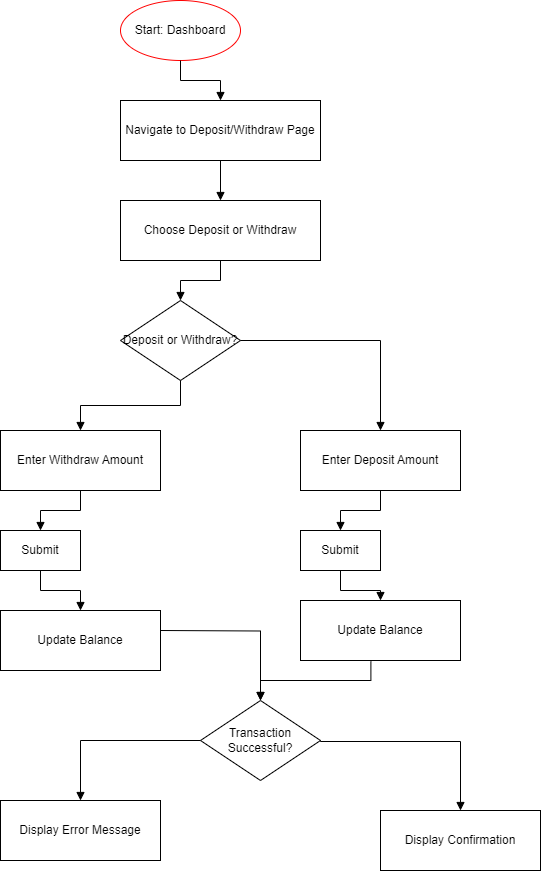 Start: Dashboard
Navigate to Deposit/Withdraw Page
Choose Deposit or Withdraw
Deposit or Withdraw?
Enter Withdraw Amount
Enter Deposit Amount
Submit
Submit
Update Balance
Update Balance
Transaction
Successful?
Display Error Message
Display Confirmation